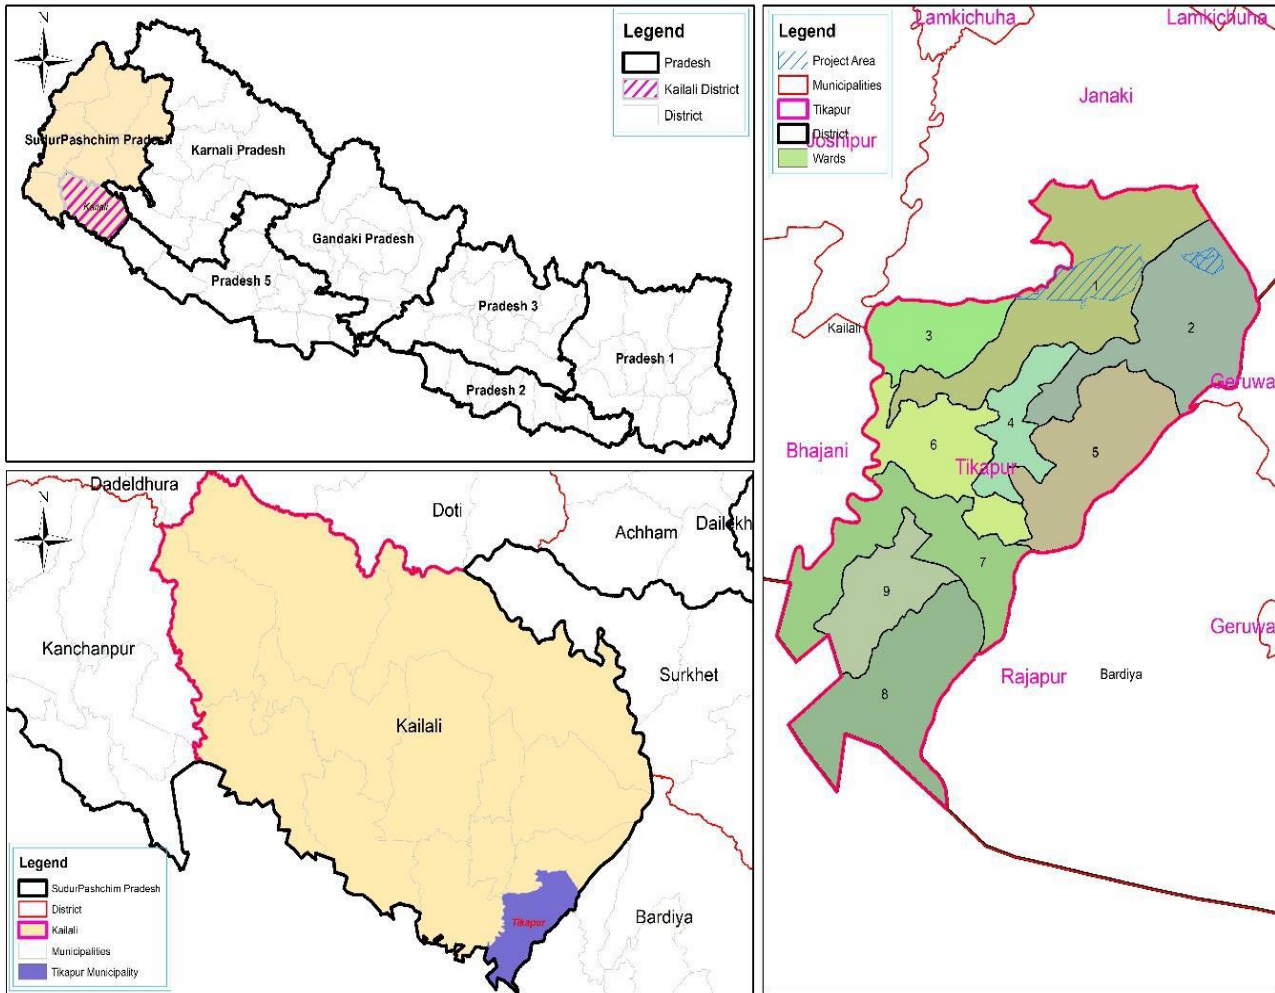 N
Legend
Pradesh
Kailali District
District
SudurPashchim Pradesh
Karnali Pradesh
Kailali
Gandaki Pradesh
Pradesh 5
Pradesh 3
Pradesh 1
Pradesh 2
N
Dadeldhura
Doti
Achham
Dailekh
Kanchanpur
Surkhet
Kailali
Bardiya
Tikapur
Legend
SudurPashchim Pradesh
District
Kailali
Municipalities
Tikapur Municipality
Lamkichuha
Lamkichuha
Legend
Project Area
Municipalities
Tikapur
District
Wards
Janaki
Joshipur
1
2
3
Kailali
Geruwa
4
5
6
Bhajani
Tikapur
7
9
Geruwa
Rajapur
Bardiya
8